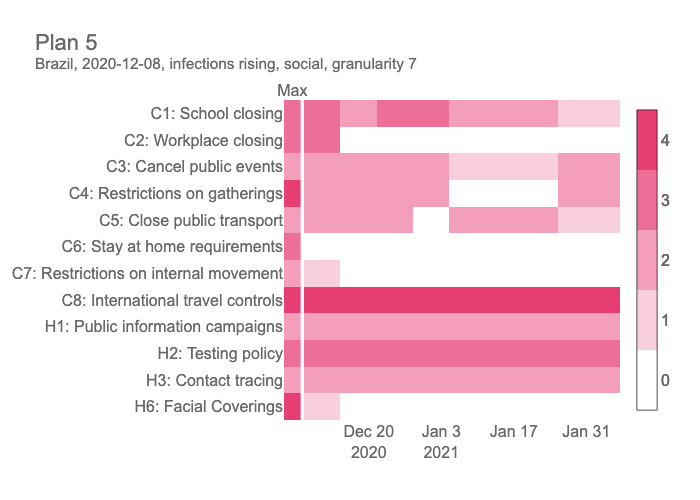 Plan 5
Brazil, 2020-12-08, infections rising, social, granularity 7
Max
C1: School closing
C2: Workplace closing
C3: Cancel public events
C4: Restrictions on gatherings
C5: Close public transport
C6: Stay at home requirements
C7: Restrictions on internal movement
C8: International travel controls
H1: Public information campaigns
H2: Testing policy
H3: Contact tracing
H6: Facial Coverings
4
3
2
1
0
Dec 20 Jan 3 Jan 17 Jan 31
2020 2021